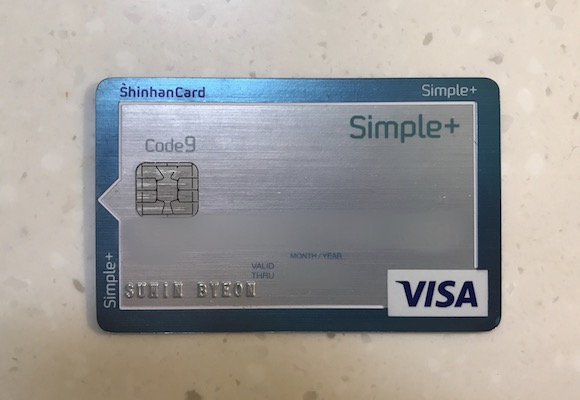 ShinhanCard
Simple+
Simple+
Code9
MONTH / YEAR
VALID
THRU
SUMIN BYEON
Simple+
VISA